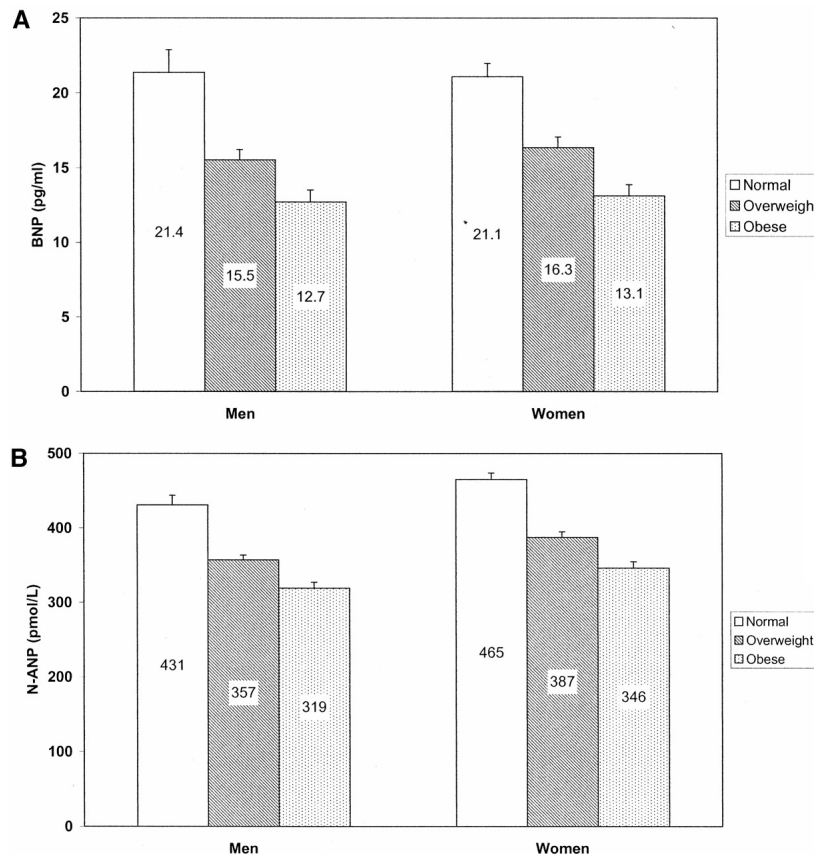 A
25
20
15
10
5
0
BNP (pg/ml)
21.4
15.5
12.7
21.1
16.3
13.1
Men
Women
Normal
Overweigh
Obese
B
500
400
300
200
100
0
N-ANP (pmol/L)
431
357
319
465
387
346
Men
Women
Normal
Overweight
Obese